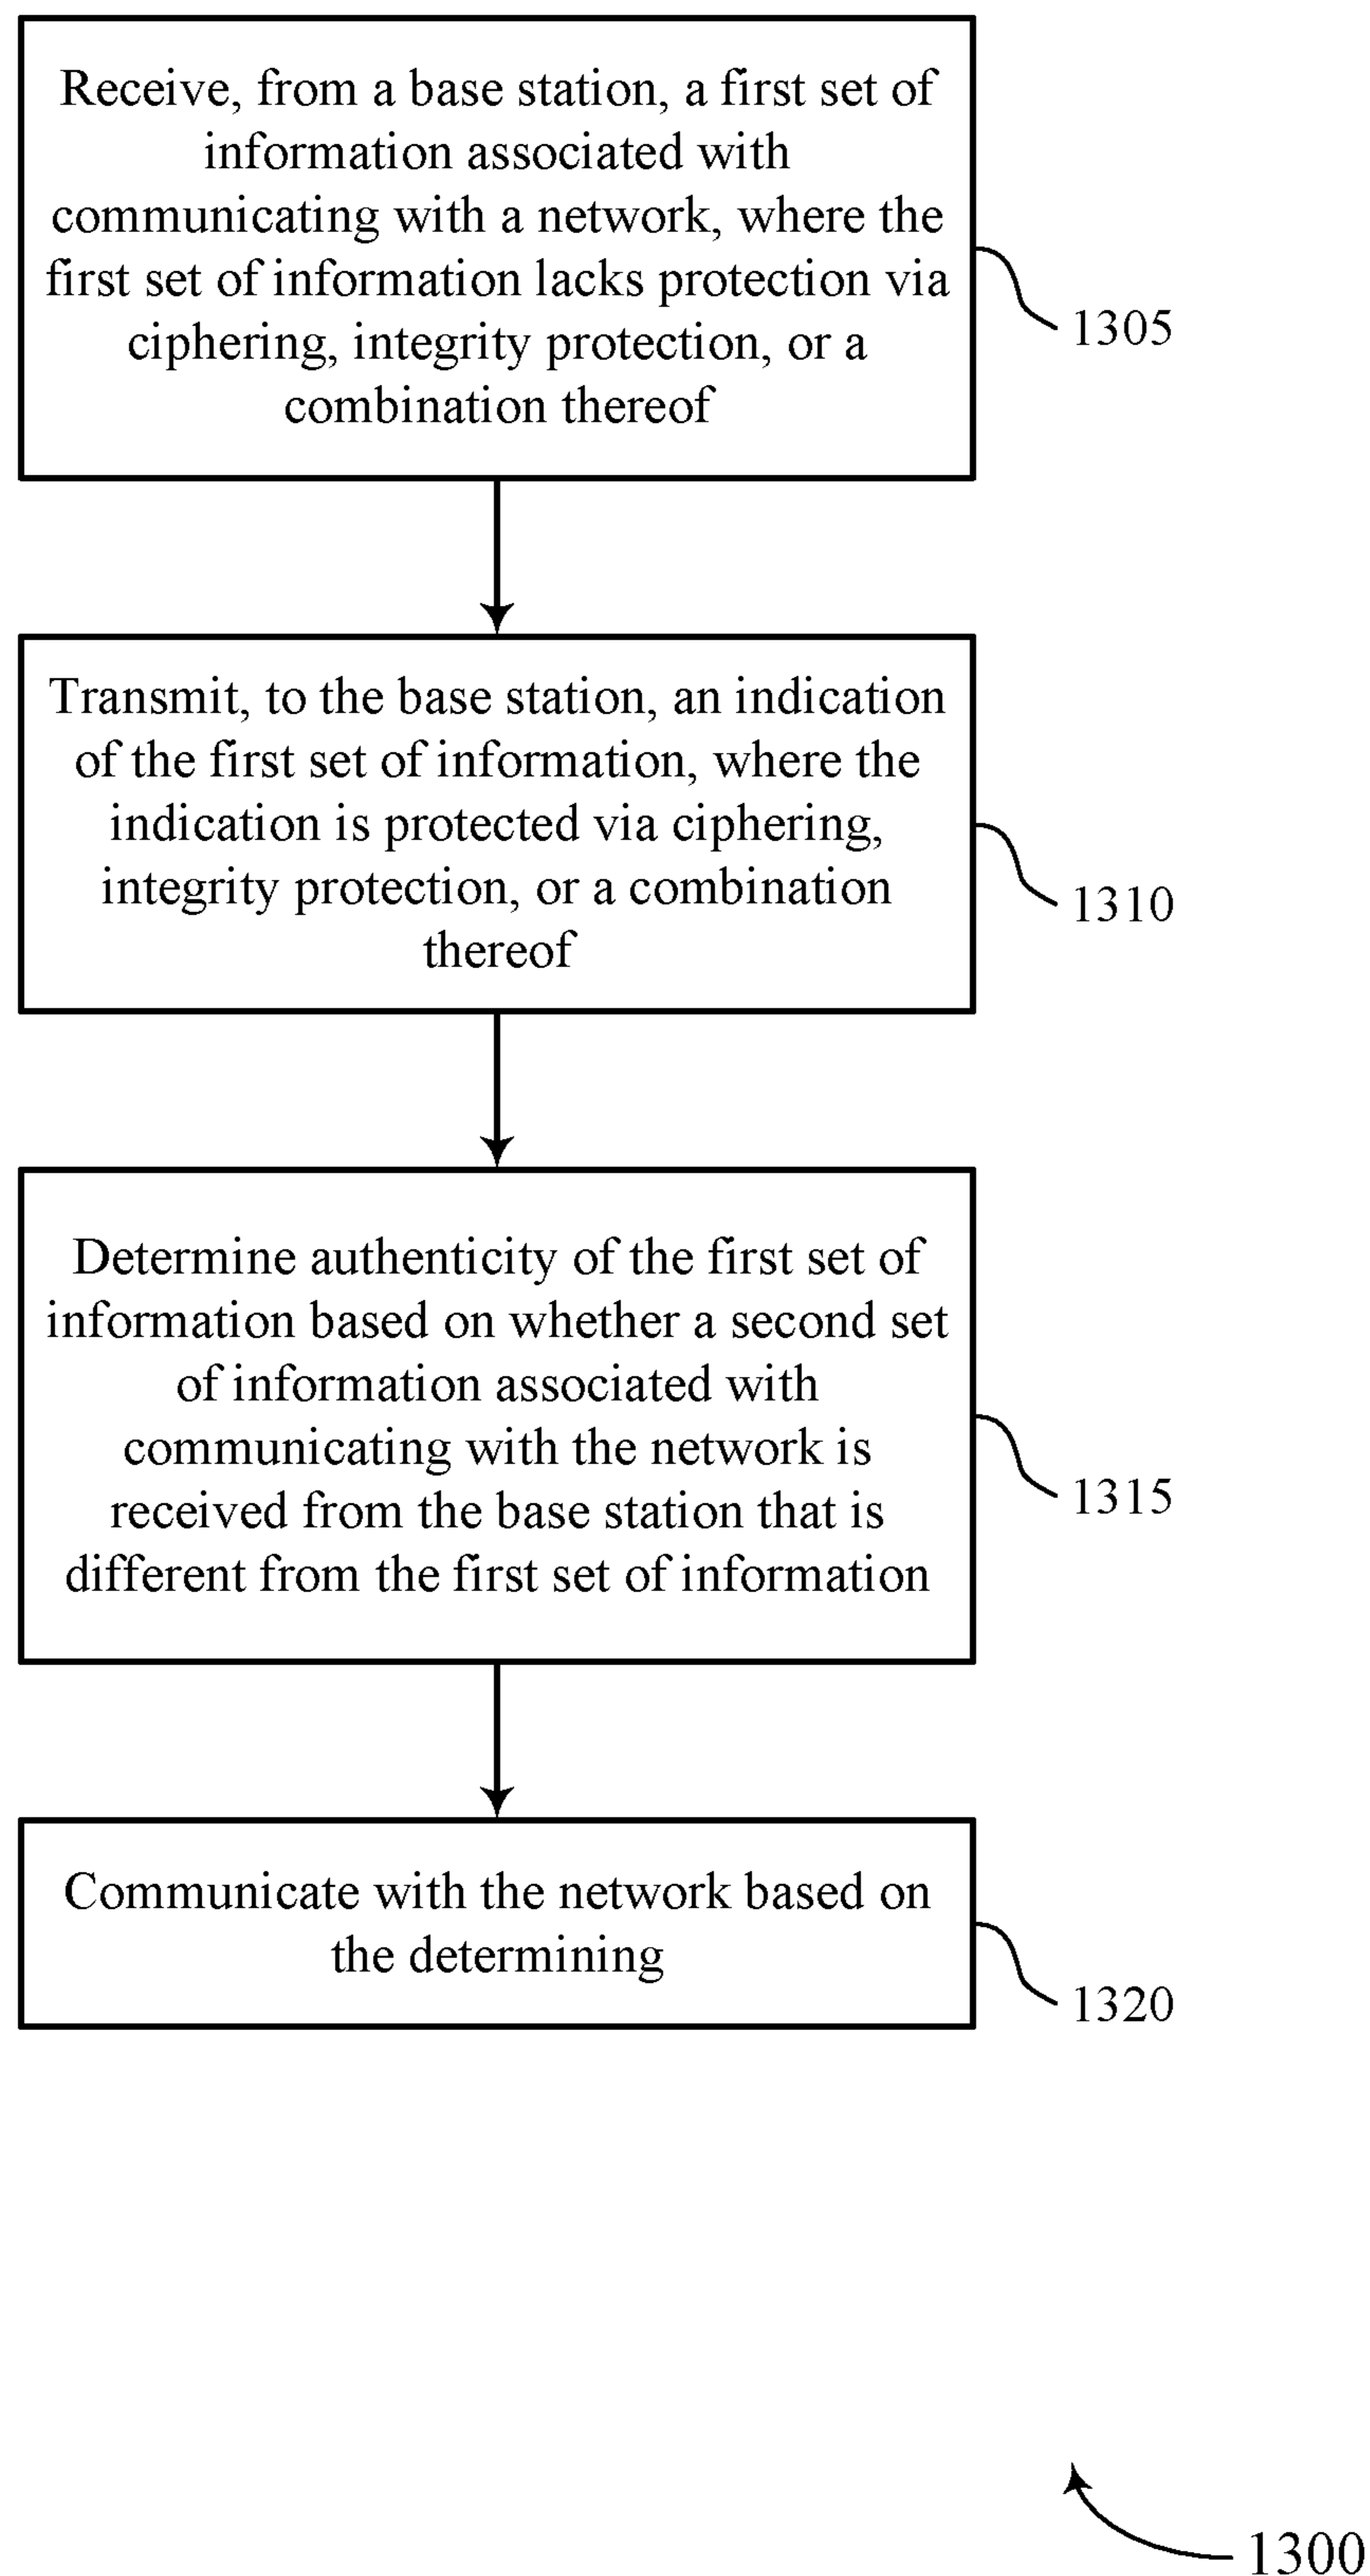 Receive, from a base station, a first set of
information associated with
communicating with a network, where the
first set of information lacks protection via
ciphering, integrity protection, or a
combination thereof
1305
Transmit, to the base station, an indication
of the first set of information, where the
indication is protected via ciphering,
integrity protection, or a combination
thereof
1310
Determine authenticity of the first set of
information based on whether a second set
of information associated with
communicating with the network is
received from the base station that is
different from the first set of information
1315
Communicate with the network based on
the determining
1320
1300